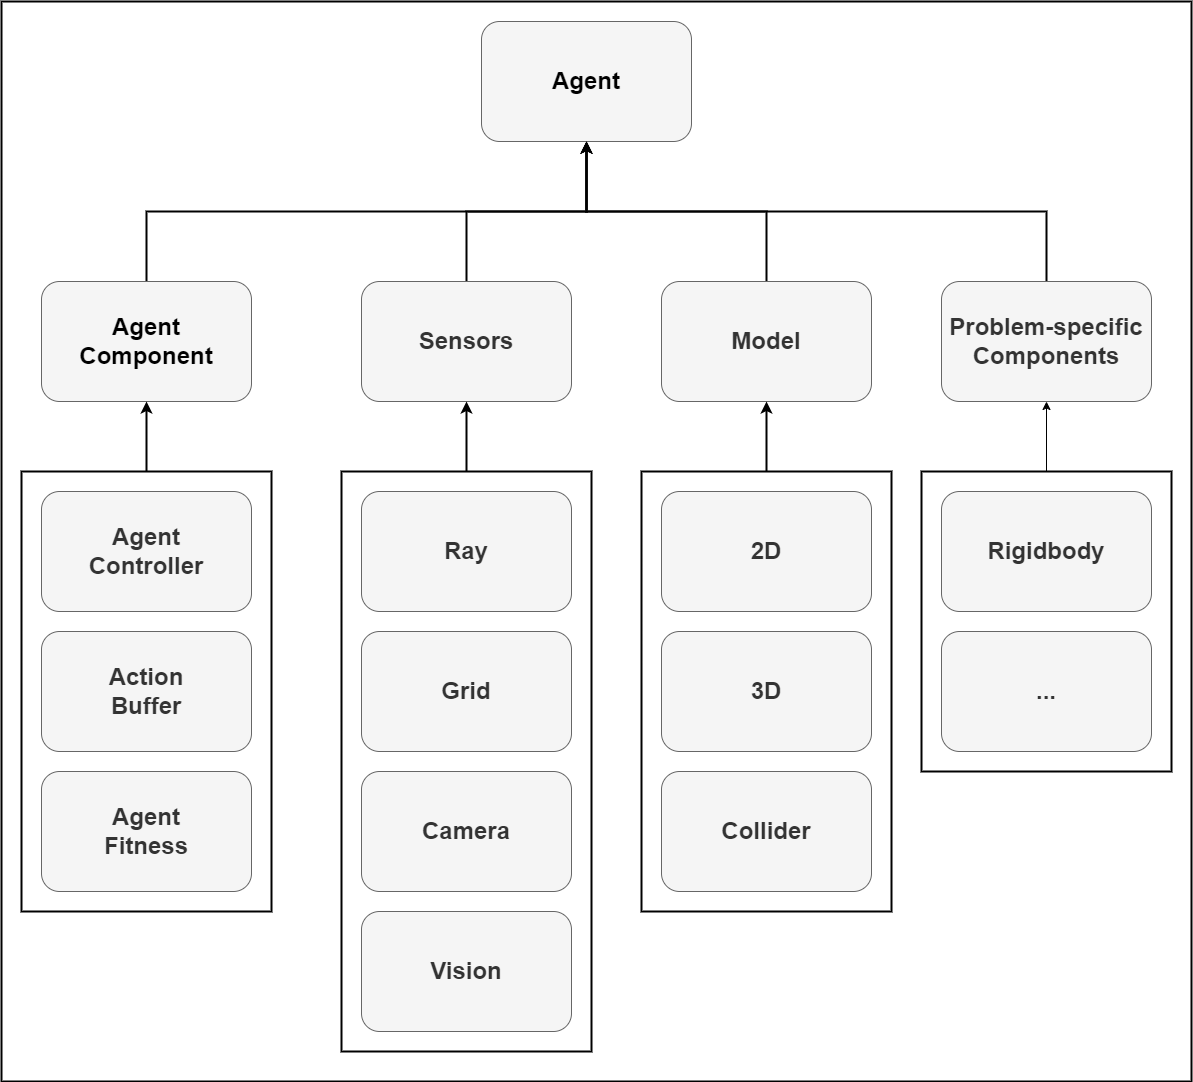 Agent
Agent
Component
Sensors
Model
Problem-specific
Components
Agent
Controller
Action
Buffer
Agent
Fitness
Ray
Grid
Camera
Vision
2D
3D
Collider
Rigidbody
...